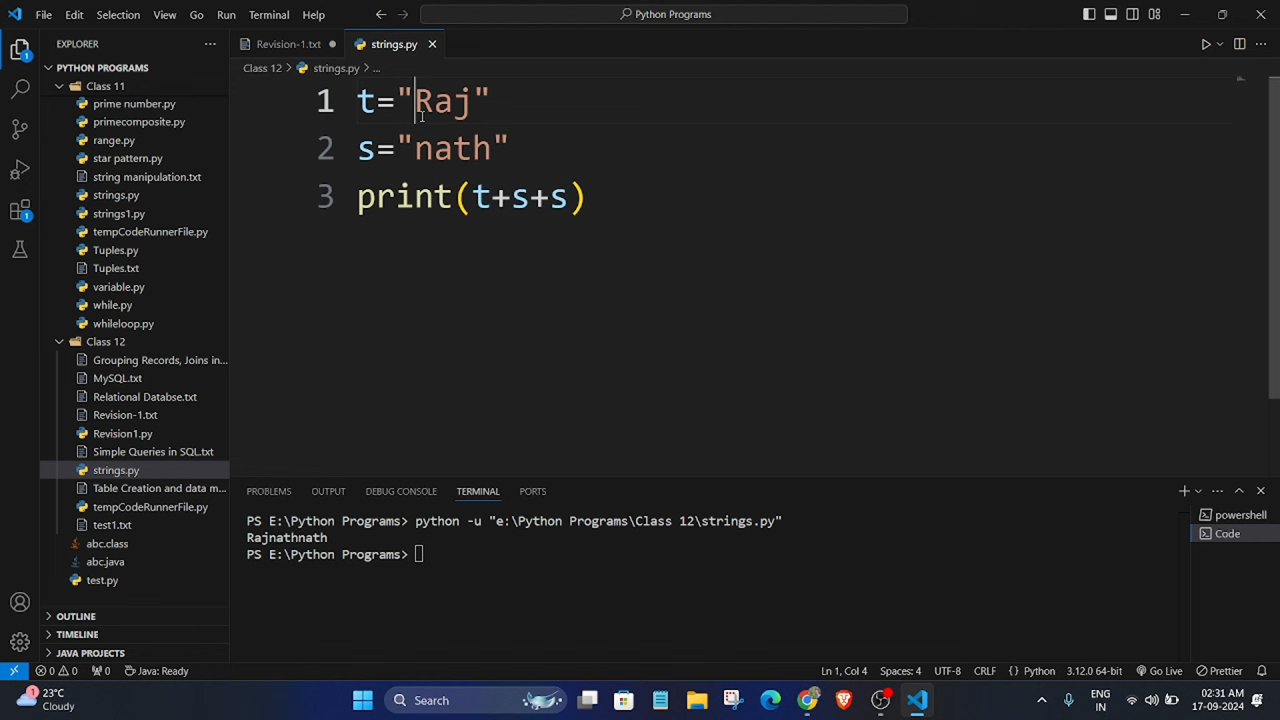 File Edit Selection View Go Run Terminal Help
Python Programs
EXPLORER
Revision-1.txt
strings.py
PYTHON PROGRAMS
Class 12 strings.py ...
Class 11
prime number.py
primecomposite.py
range.py
star pattern.py
string manipulation.txt
strings.py
strings1.py
tempCodeRunnerFile.py
Tuples.py
Tuples.txt
variable.py
while.py
whileloop.py
Class 12
Grouping Records, Joins in...
MySQL.txt
Relational Databse.txt
Revision-1.txt
Revision1.py
Simple Queries in SQL.txt
strings.py
Table Creation and data m...
tempCodeRunnerFile.py
test1.txt
abc.class
abc.java
test.py
OUTLINE
TIMELINE
JAVA PROJECTS
1 t="Raj"
2 s="nath"
3 print(t+s+s)
PROBLEMS OUTPUT DEBUG CONSOLE TERMINAL PORTS
PS E:\Python Programs> python -u "e:\Python Programs\Class 12\strings.py"
Rajnathnath
PS E:\Python Programs>
powershell
Code
0 0 0 Java: Ready
Ln 1, Col 4 Spaces: 4 UTF-8 CRLF {} Python 3.12.0 64-bit Go Live Prettier
1
23°C
Cloudy
Search
ENG
IN
02:31 AM
17-09-2024